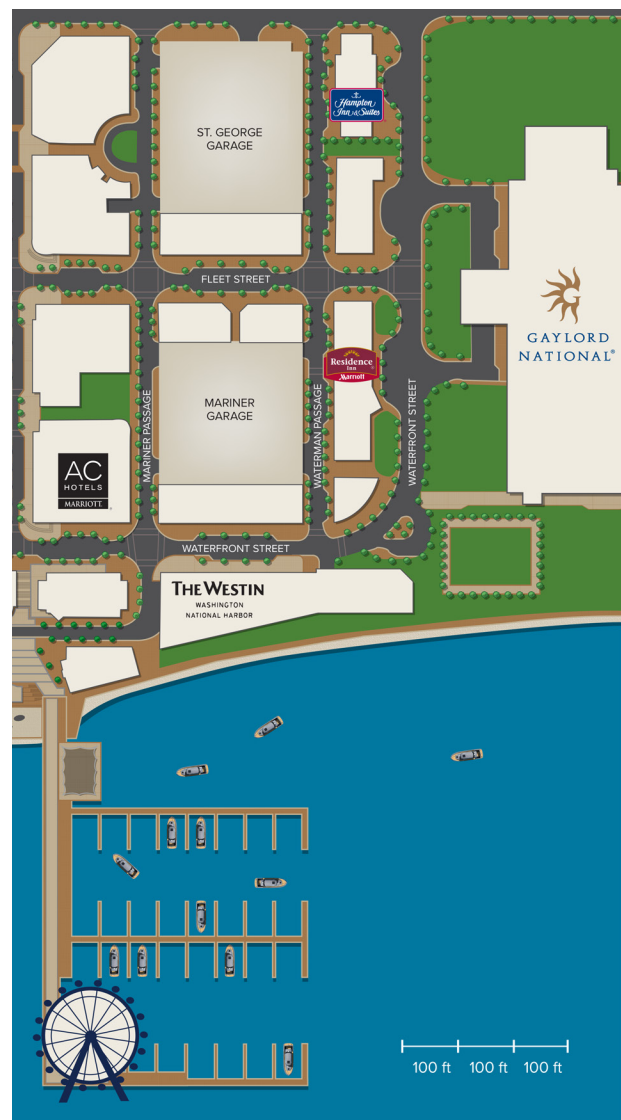 Hampton
Inn & Suites
ST. GEORGE
GARAGE
FLEET STREET
GAYLORD
NATIONAL®
Residence
Inn
Marriott
MARINER PASSAGE
MARINER
GARAGE
WATERMAN PASSAGE
WATERFRONT STREET
AC
HOTELS
MARRIOTT
WATERFRONT STREET
THE WESTIN
WASHINGTON
NATIONAL HARBOR
100 ft 100 ft 100 ft